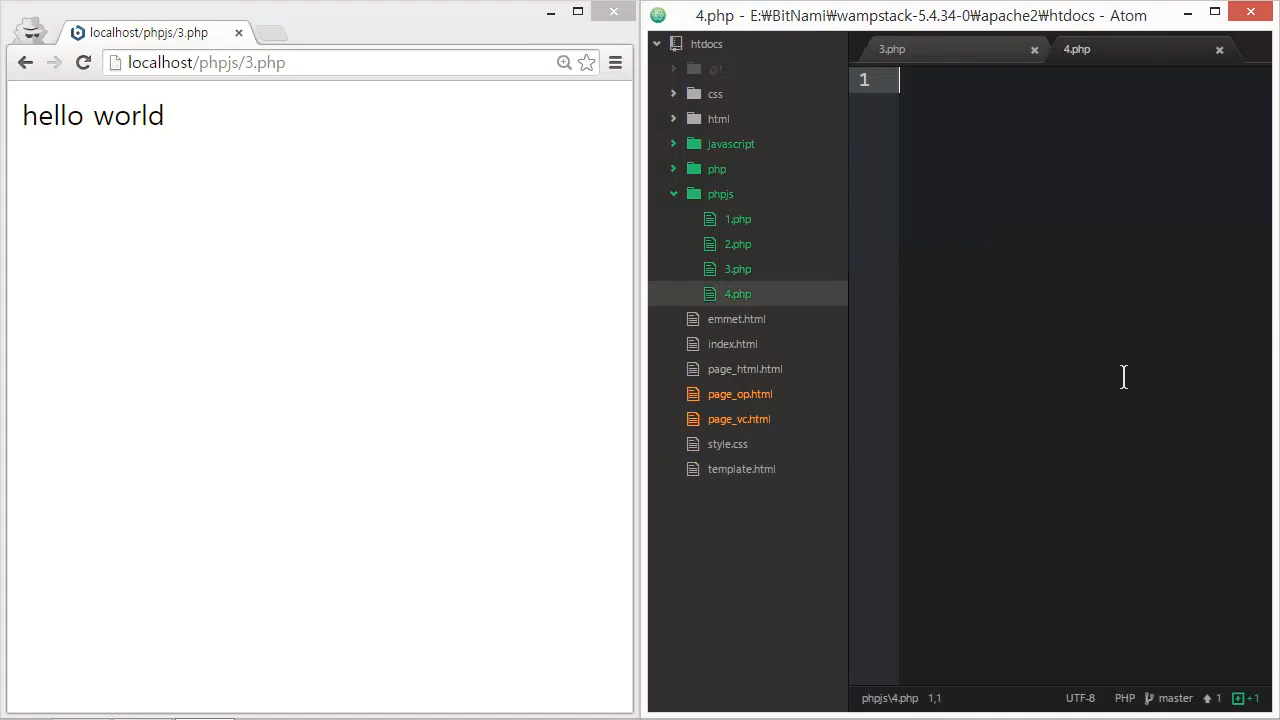 localhost/phpjs/3.php
localhost/phpjs/3.php
hello world
4.php - E:₩BitNami₩wampstack-5.4.34-0₩apache2₩htdocs - Atom
htdocs
.git
css
html
javascript
php
phpjs
1.php
2.php
3.php
4.php
emmet.html
index.html
page_html.html
page_op.html
page_vc.html
style.css
template.html
3.php
4.php
1
phpjs\4.php 1,1
UTF-8 PHP master 1 +1